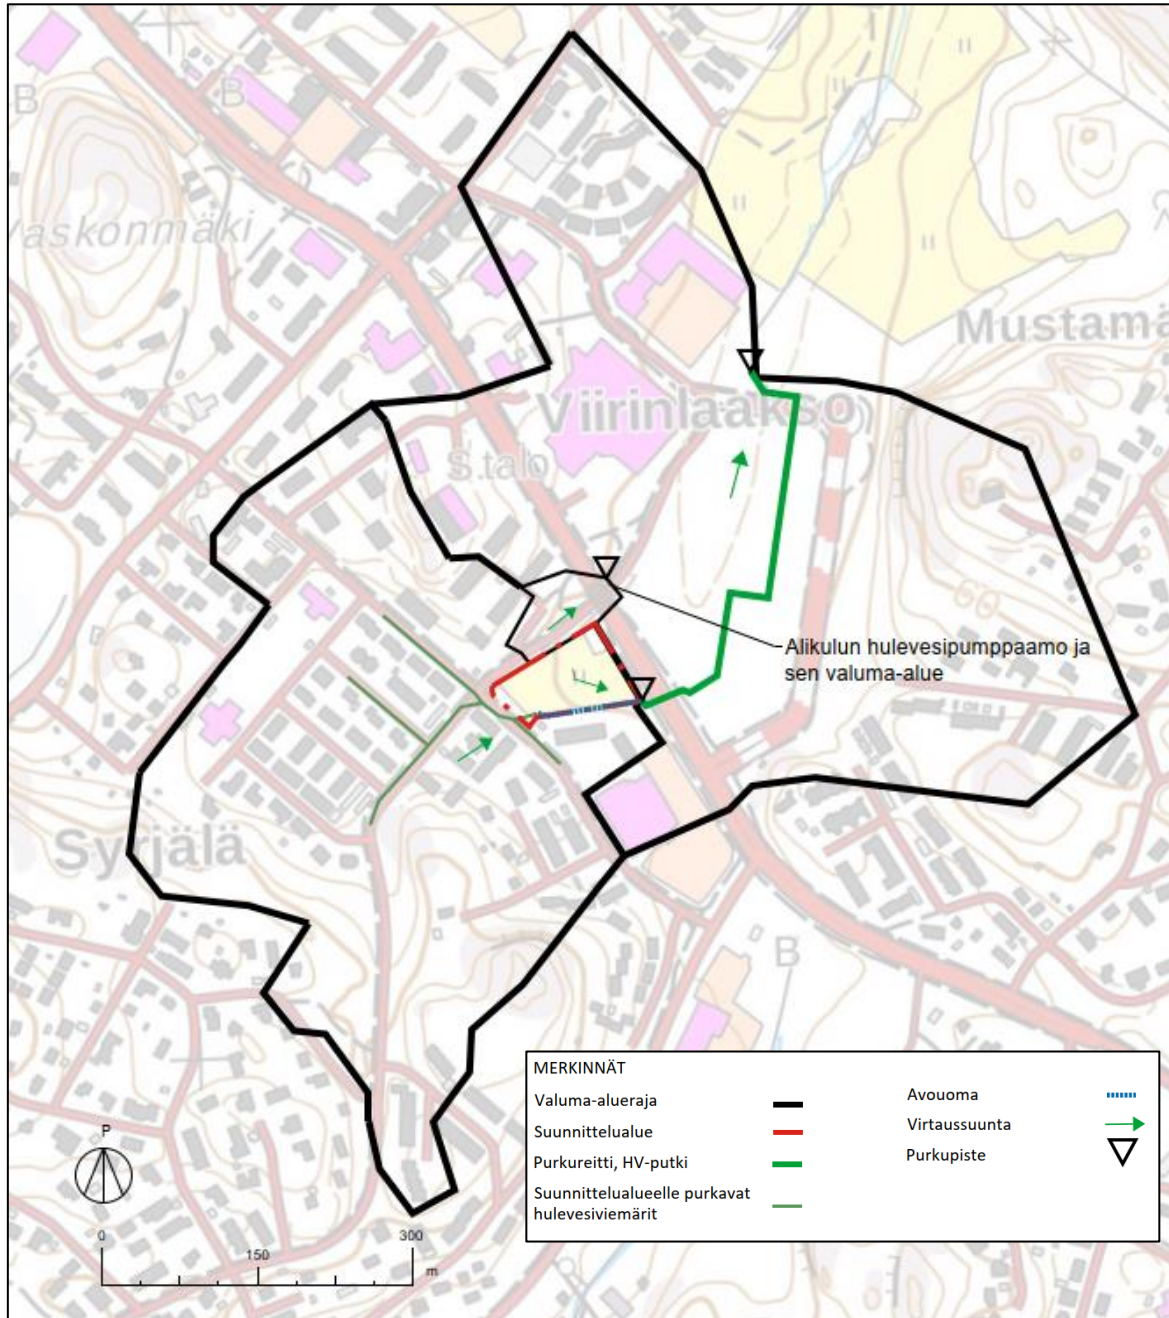 B
B
Vaskonmäki
Mustamä
Viirinlaakso
S.talo
Alikulun hulevesipumppaamo ja
sen valuma-alue
Syrjälä
B
MERKINNÄT
Valuma-alueraja
Suunnittelualue
Purkureitti, HV-putki
Suunnittelualueelle purkavat
hulevesiviemärit
Avouoma
Virtaussuunta
Purkupiste
P
0
150
300
m